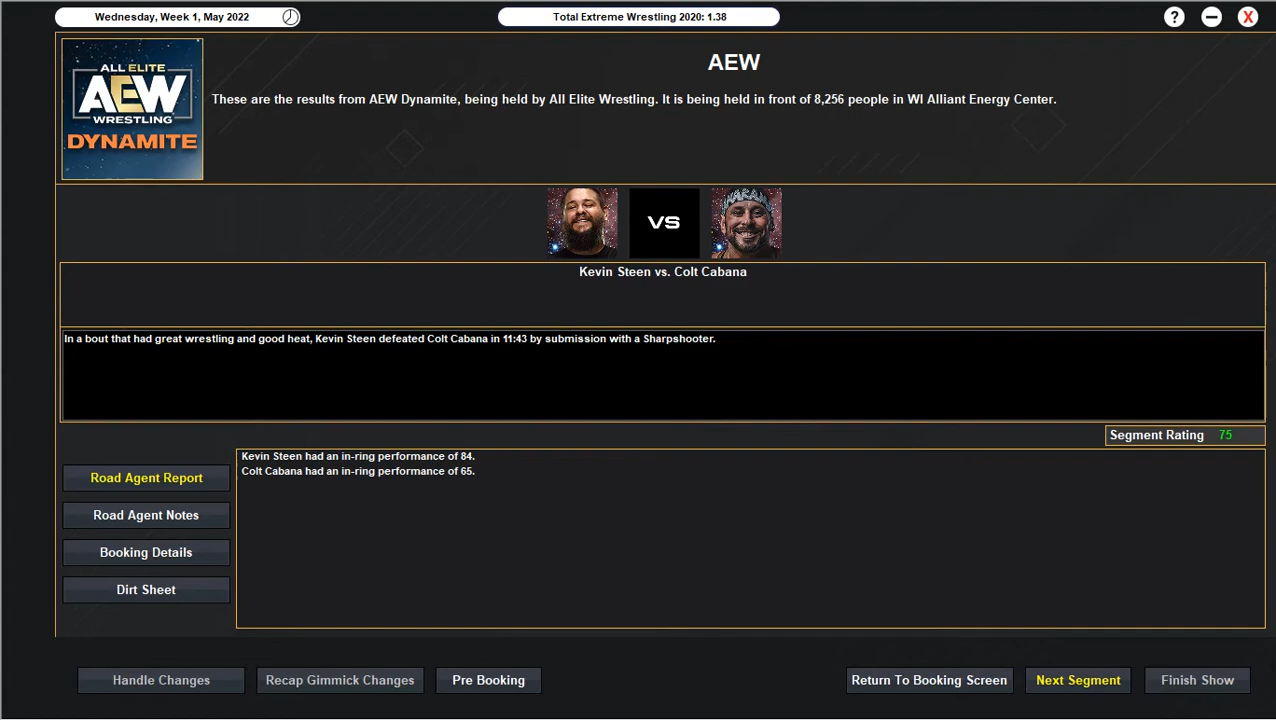 Wednesday, Week 1, May 2022
Total Extreme Wrestling 2020: 1.38
?
X
ALL ELITE
AEW
WRESTLING
DYNAMITE
AEW
These are the results from AEW Dynamite, being held by All Elite Wrestling. It is being held in front of 8,256 people in WI Alliant Energy Center.
VS
Kevin Steen vs. Colt Cabana
In a bout that had great wrestling and good heat, Kevin Steen defeated Colt Cabana in 11:43 by submission with a Sharpshooter.
Segment Rating 75
Road Agent Report
Road Agent Notes
Booking Details
Dirt Sheet
Kevin Steen had an in-ring performance of 84.
Colt Cabana had an in-ring performance of 65.
Handle Changes
Recap Gimmick Changes
Pre Booking
Return To Booking Screen
Next Segment
Finish Show